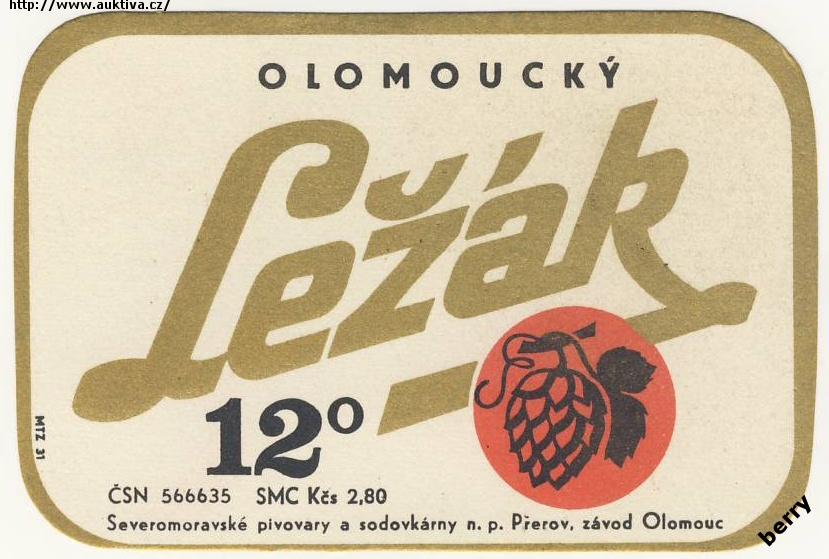 http://www.auktiva.cz/
OLOMOUCKÝ
Ležák
12º
MTZ 31
ČSN 566635 SMC Kčs 2,80
Severomoravské pivovary a sodovkárny n. p. Přerov, závod Olomouc
berry